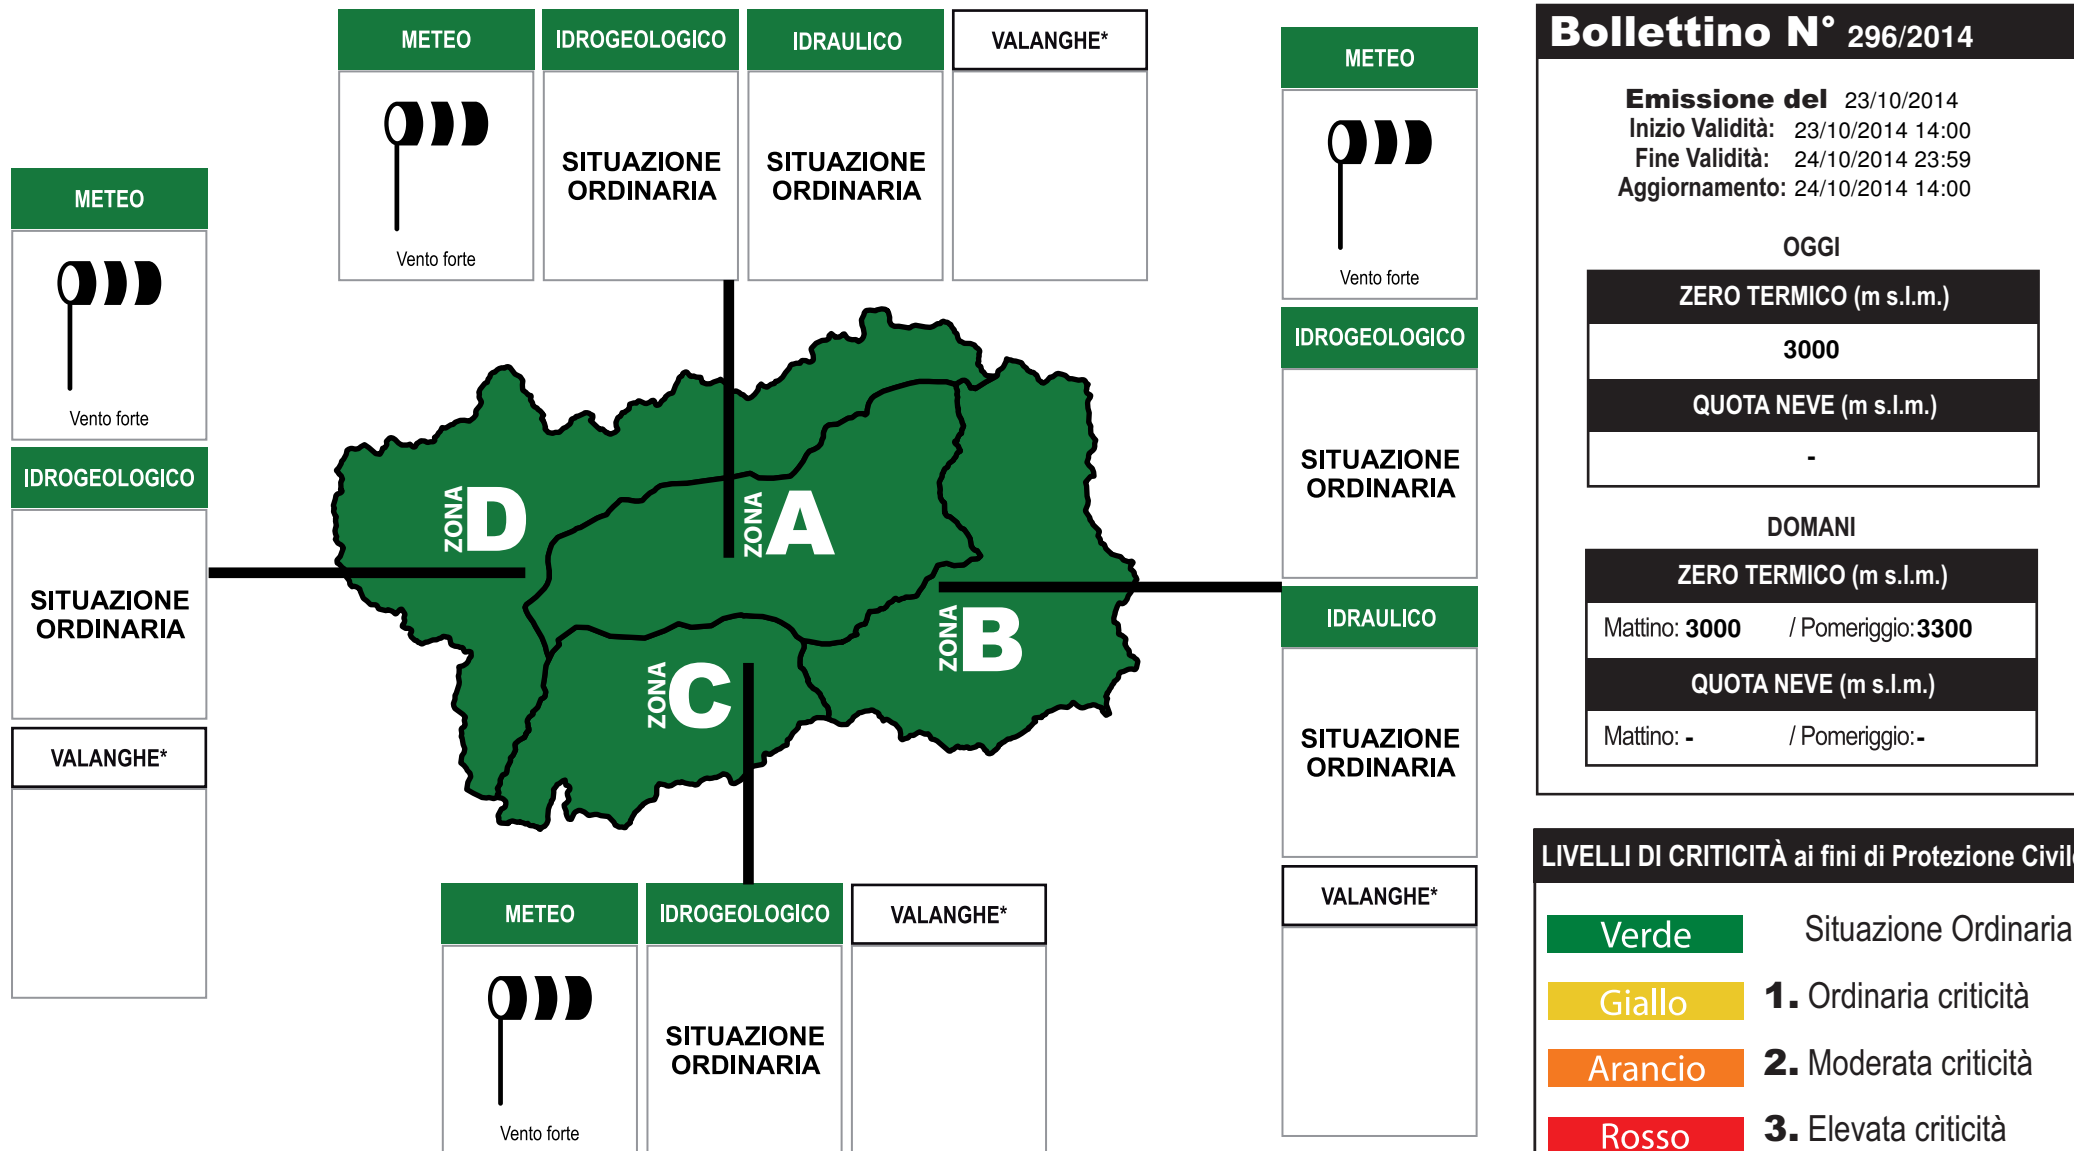 METEO
Vento forte
IDROGEOLOGICO
SITUAZIONE
ORDINARIA
IDRAULICO
SITUAZIONE
ORDINARIA
VALANGHE*
METEO
Vento forte
IDROGEOLOGICO
SITUAZIONE
ORDINARIA
VALANGHE*
ZONA D
ZONA A
ZONA C
ZONA B
METEO
Vento forte
IDROGEOLOGICO
SITUAZIONE
ORDINARIA
IDRAULICO
SITUAZIONE
ORDINARIA
VALANGHE*
METEO
Vento forte
IDROGEOLOGICO
SITUAZIONE
ORDINARIA
VALANGHE*
Bollettino N° 296/2014
Emissione del 23/10/2014
Inizio Validità: 23/10/2014 14:00
Fine Validità: 24/10/2014 23:59
Aggiornamento: 24/10/2014 14:00
OGGI
ZERO TERMICO (m s.l.m.)
3000
QUOTA NEVE (m s.l.m.)
-
DOMANI
ZERO TERMICO (m s.l.m.)
Mattino: 3000 / Pomeriggio: 3300
QUOTA NEVE (m s.l.m.)
Mattino: - / Pomeriggio: -
LIVELLI DI CRITICITÀ ai fini di Protezione Civile
Verde Situazione Ordinaria
Giallo 1. Ordinaria criticità
Arancio 2. Moderata criticità
Rosso 3. Elevata criticità